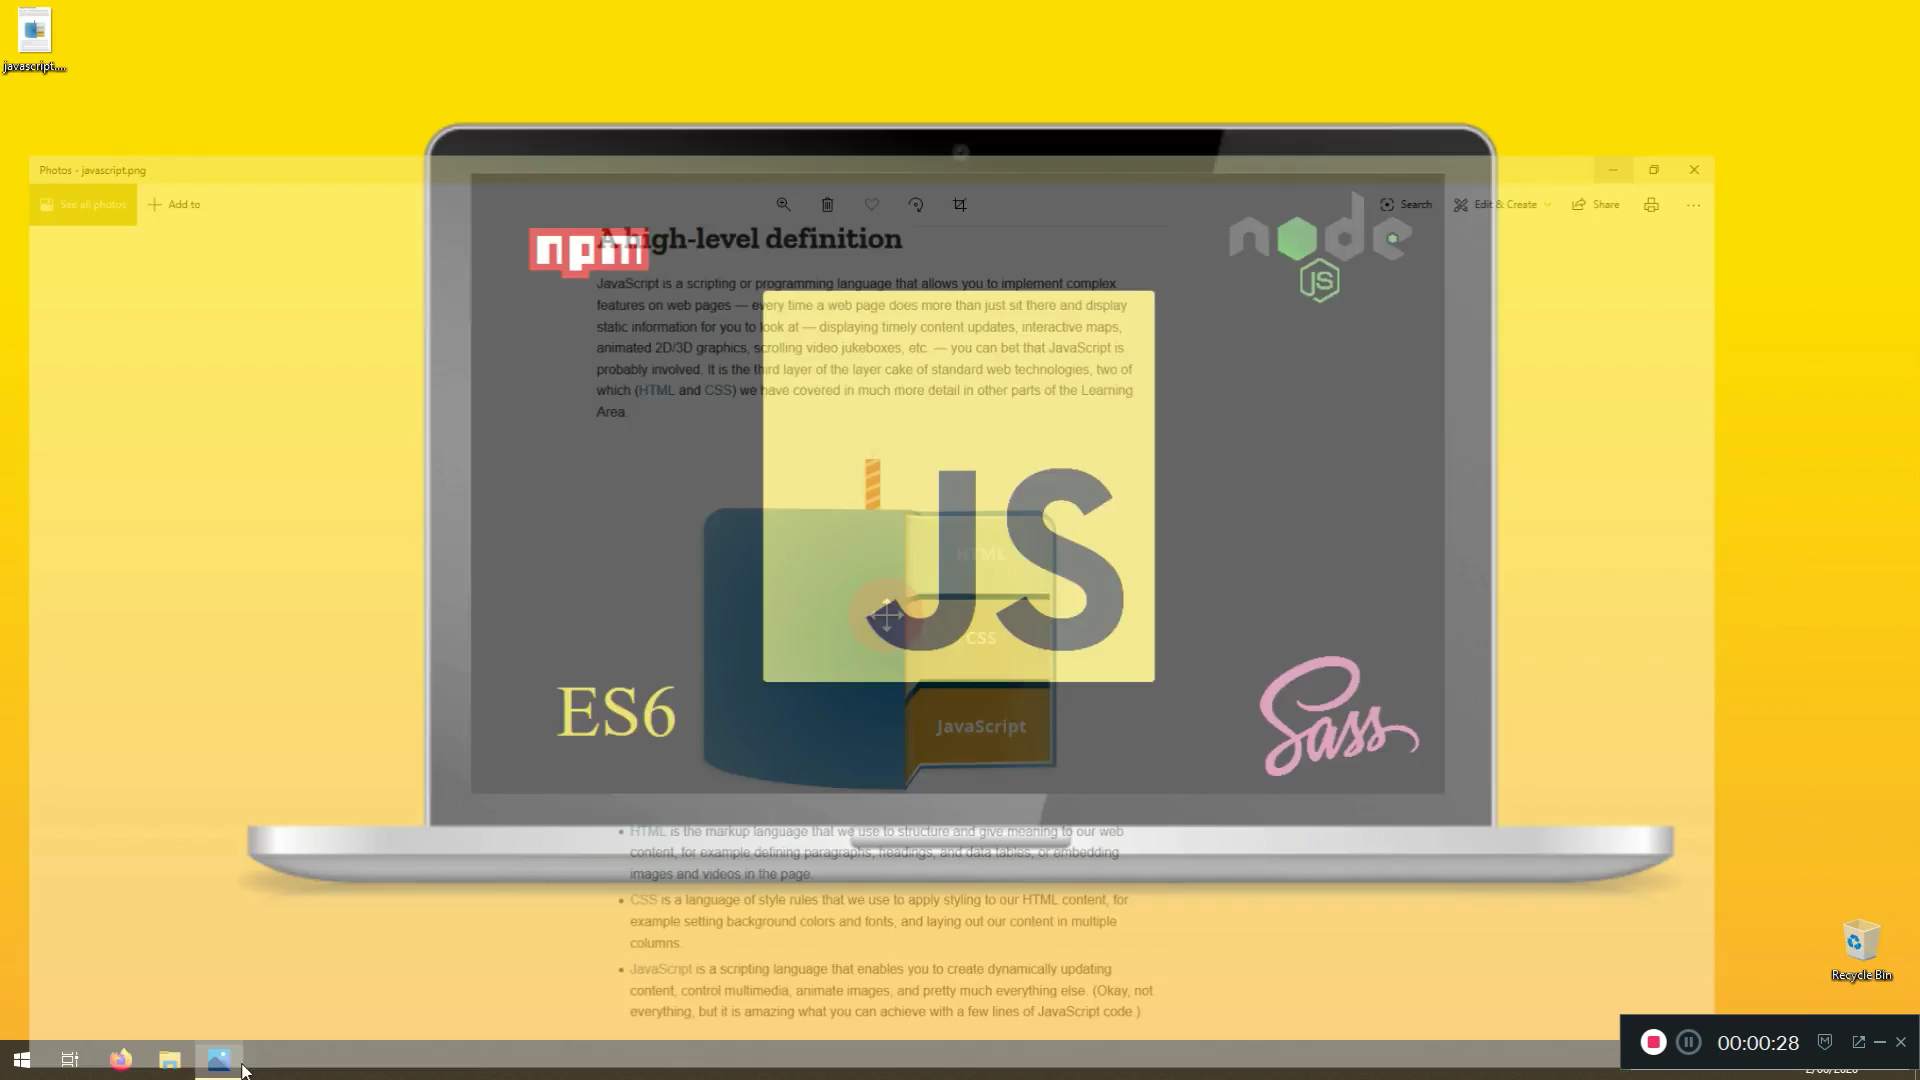 javascript....
Photos - javascript.png
See all photos
Add to
Search
Edit & Create
Share
npm
node
JS
A high-level definition
JavaScript is a scripting or programming language that allows you to implement complex
features on web pages — every time a web page does more than just sit there and display
static information for you to look at — displaying timely content updates, interactive maps,
animated 2D/3D graphics, scrolling video jukeboxes, etc. — you can bet that JavaScript is
probably involved. It is the third layer of the layer cake of standard web technologies, two of
which (HTML and CSS) we have covered in much more detail in other parts of the Learning
Area.
JS
HTML
CSS
JavaScript
ES6
Sass
• HTML is the markup language that we use to structure and give meaning to our web
content, for example defining paragraphs, headings, and data tables, or embedding
images and videos in the page.
• CSS is a language of style rules that we use to apply styling to our HTML content, for
example setting background colors and fonts, and laying out our content in multiple
columns.
• JavaScript is a scripting language that enables you to create dynamically updating
content, control multimedia, animate images, and pretty much everything else. (Okay, not
everything, but it is amazing what you can achieve with a few lines of JavaScript code.)
Recycle Bin
00:00:28